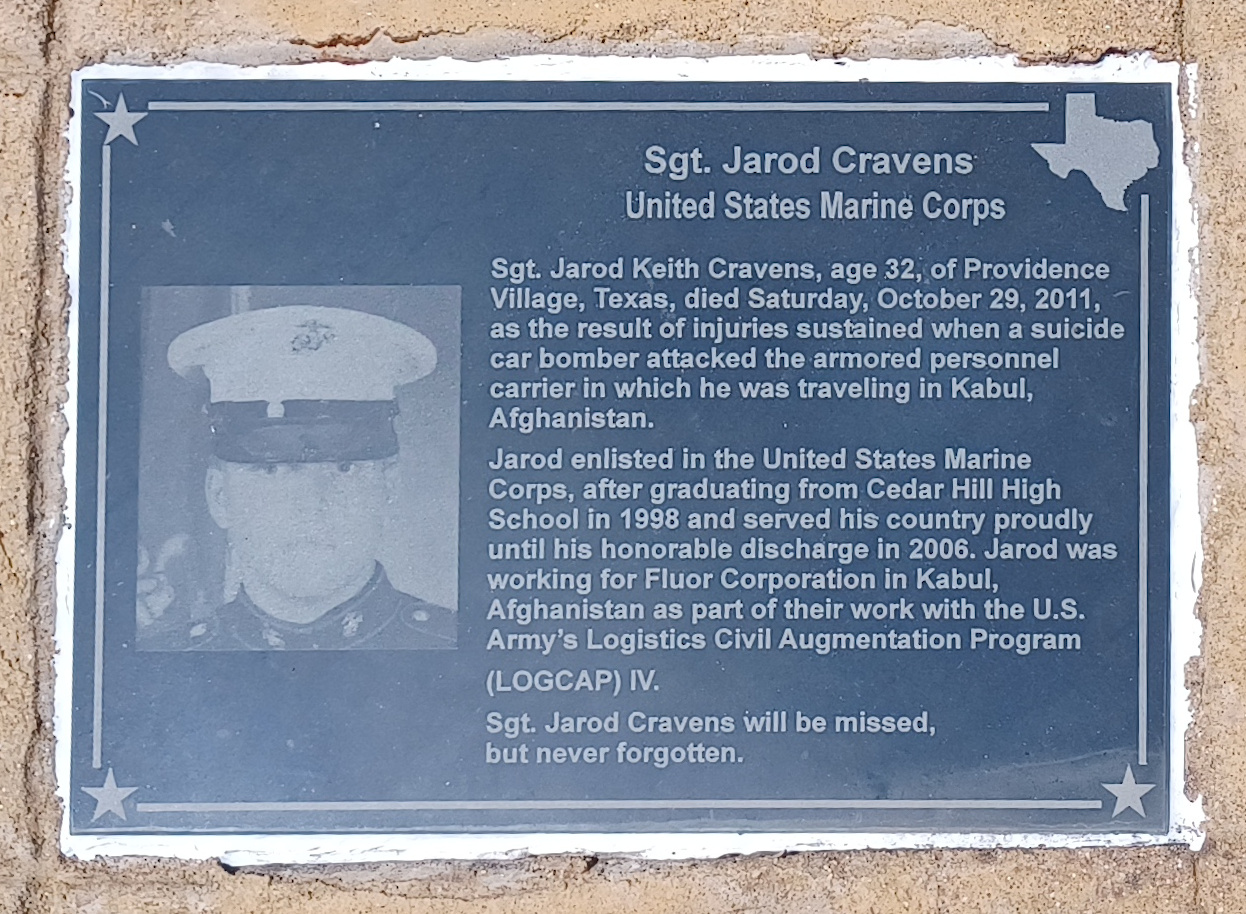 Sgt. Jarod Cravens
United States Marine Corps
Sgt. Jarod Keith Cravens, age 32, of Providence
Village, Texas, died Saturday, October 29, 2011,
as the result of injuries sustained when a suicide
car bomber attacked the armored personnel
carrier in which he was traveling in Kabul,
Afghanistan.
Jarod enlisted in the United States Marine
Corps, after graduating from Cedar Hill High
School in 1998 and served his country proudly
until his honorable discharge in 2006. Jarod was
working for Fluor Corporation in Kabul,
Afghanistan as part of their work with the U.S.
Army’s Logistics Civil Augmentation Program
(LOGCAP) IV.
Sgt. Jarod Cravens will be missed,
but never forgotten.